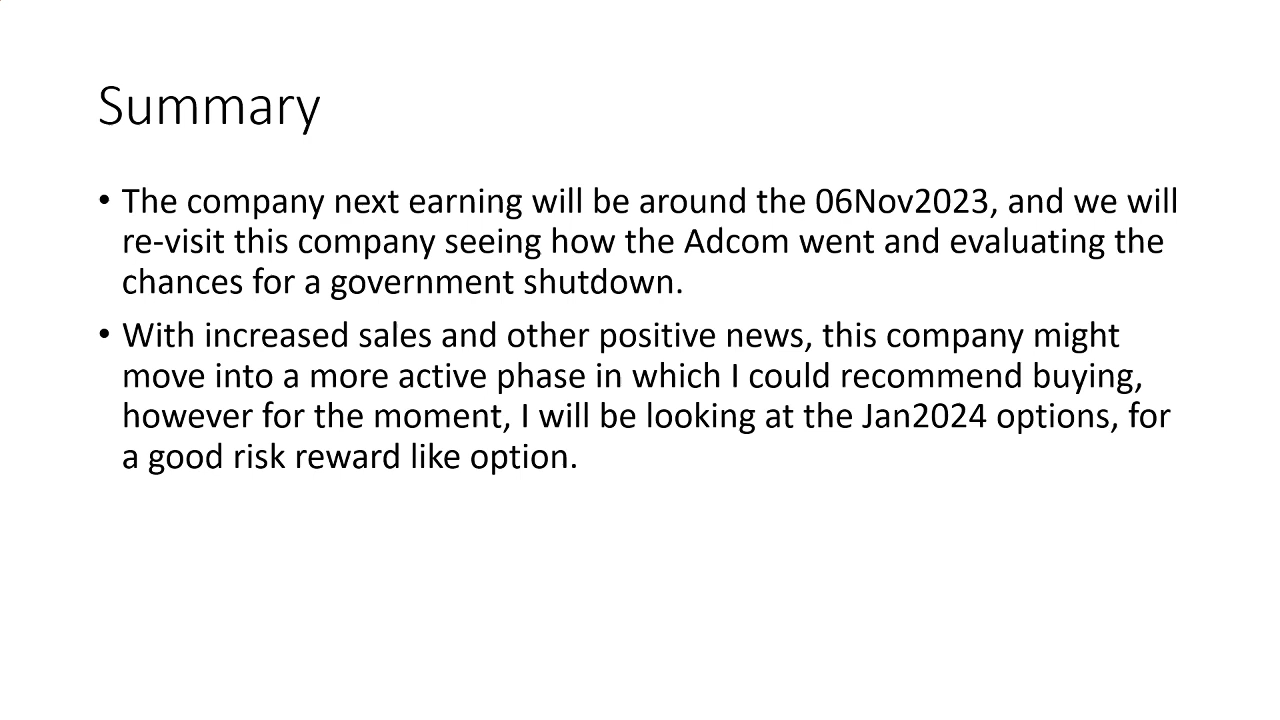 Summary
• The company next earning will be around the 06Nov2023, and we will
re-visit this company seeing how the Adcom went and evaluating the
chances for a government shutdown.
• With increased sales and other positive news, this company might
move into a more active phase in which I could recommend buying,
however for the moment, I will be looking at the Jan2024 options, for
a good risk reward like option.